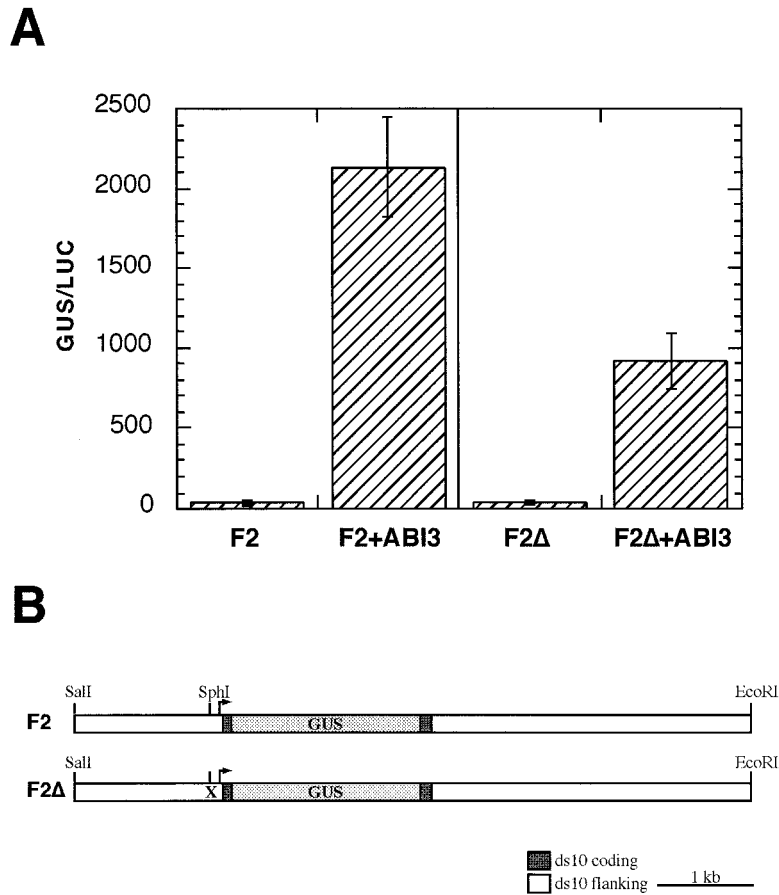 A
2500
2000
1500
1000
500
0
GUS/LUC
F2 F2+ABI3 F2Δ F2Δ+ABI3
B
SalI SphI EcoRI
F2 GUS
SalI EcoRI
F2Δ X GUS
ds10 coding
ds10 flanking 1 kb